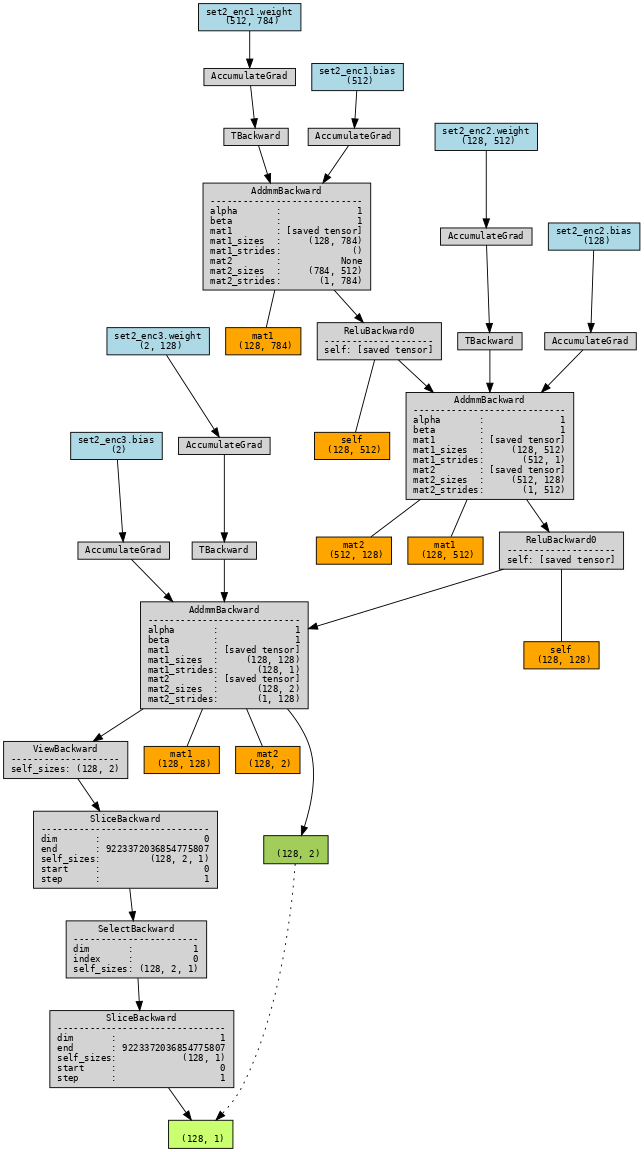 set2_enc1.weight
(512, 784)
AccumulateGrad
set2_enc1.bias
(512)
TBackward
AccumulateGrad
set2_enc2.weight
(128, 512)
AddmmBackward
----------------------------
alpha       :              1
beta        :              1
mat1        : [saved tensor]
mat1_sizes  :     (128, 784)
mat1_strides:             ()
mat2        :           None
mat2_sizes  :     (784, 512)
mat2_strides:       (1, 784)
AccumulateGrad
set2_enc2.bias
(128)
set2_enc3.weight
(2, 128)
mat1
(128, 784)
ReluBackward0
--------------------
self: [saved tensor]
TBackward
AccumulateGrad
set2_enc3.bias
(2)
AccumulateGrad
self
(128, 512)
AddmmBackward
----------------------------
alpha       :              1
beta        :              1
mat1        : [saved tensor]
mat1_sizes  :     (128, 512)
mat1_strides:       (512, 1)
mat2        : [saved tensor]
mat2_sizes  :     (512, 128)
mat2_strides:       (1, 512)
AccumulateGrad
TBackward
mat2
(512, 128)
mat1
(128, 512)
ReluBackward0
--------------------
self: [saved tensor]
AddmmBackward
----------------------------
alpha       :              1
beta        :              1
mat1        : [saved tensor]
mat1_sizes  :     (128, 128)
mat1_strides:       (128, 1)
mat2        : [saved tensor]
mat2_sizes  :       (128, 2)
mat2_strides:       (1, 128)
self
(128, 128)
ViewBackward
--------------------
self_sizes: (128, 2)
mat1
(128, 128)
mat2
(128, 2)
SliceBackward
-------------------------------
dim       :                   0
end       : 9223372036854775807
self_sizes:         (128, 2, 1)
start     :                   0
step      :                   1
(128, 2)
SelectBackward
-----------------------
dim       :           1
index     :           0
self_sizes: (128, 2, 1)
SliceBackward
-------------------------------
dim       :                   1
end       : 9223372036854775807
self_sizes:            (128, 1)
start     :                   0
step      :                   1
(128, 1)